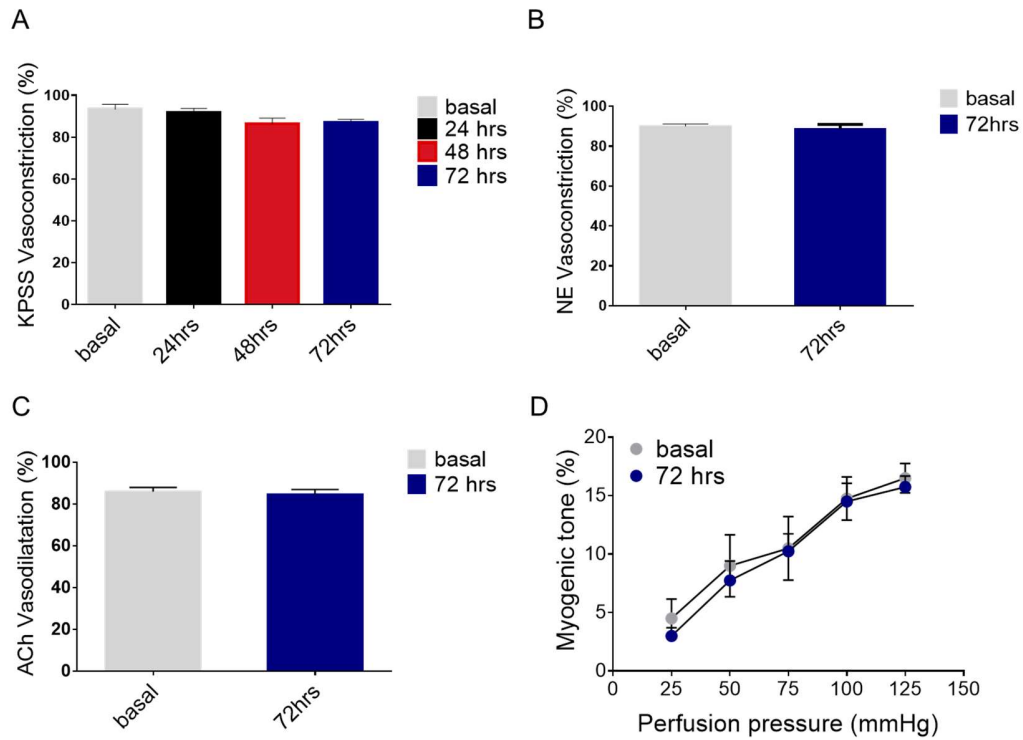 A
KPSS Vasoconstriction (%)
100
80
60
40
20
0
basal
24hrs
48hrs
72hrs
basal
24 hrs
48 hrs
72 hrs
B
NE Vasoconstriction (%)
100
80
60
40
20
0
basal
72hrs
basal
72hrs
C
ACh Vasodilatation (%)
100
80
60
40
20
0
basal
72hrs
basal
72 hrs
D
Myogenic tone (%)
20
15
10
5
0
basal
72 hrs
0 25 50 75 100 125 150
Perfusion pressure (mmHg)